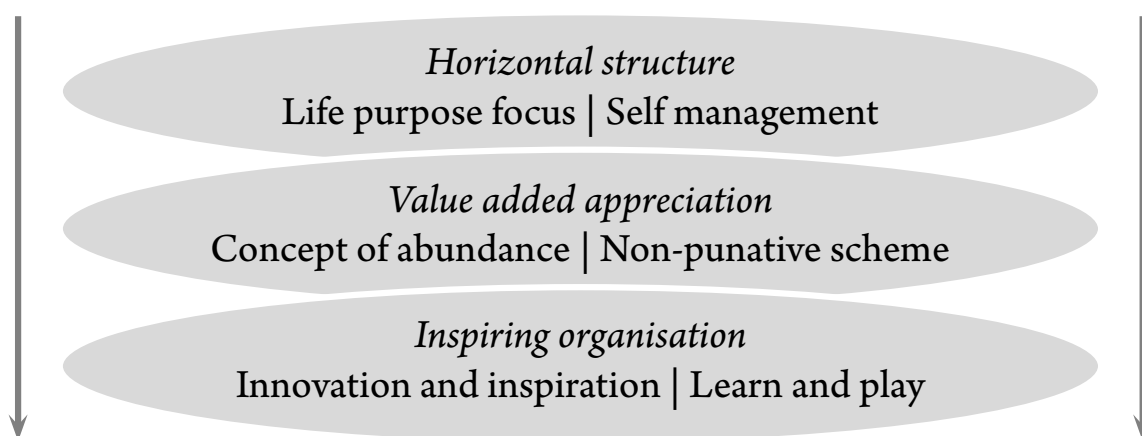 Horizontal structure
Life purpose focus | Self management
Value added appreciation
Concept of abundance | Non-punative scheme
Inspiring organisation
Innovation and inspiration | Learn and play